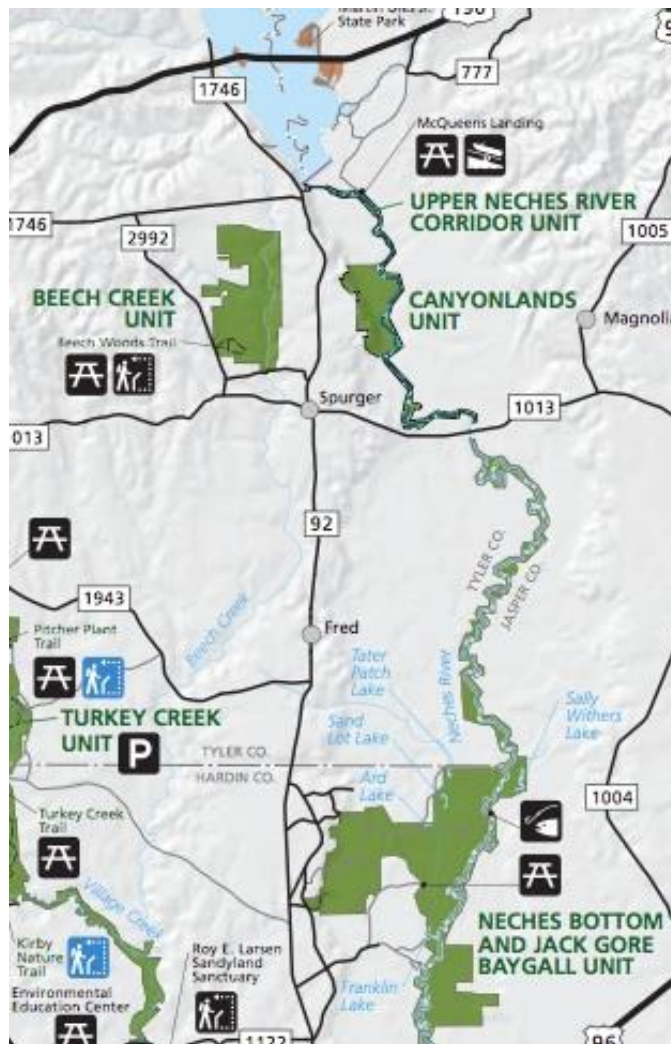 State Park
190
777
1746
McQueens Landing
UPPER NECHES RIVER
CORRIDOR UNIT
1746
2992
1005
BEECH CREEK
UNIT
CANYONLANDS
UNIT
Magnolia
Beech Woods Trail
Spurger
1013
013
92
TYLER CO.
JASPER CO.
1943
Beech Creek
Fred
Pitcher Plant
Trail
Tater
Patch
Lake
Neches River
Sally
Withers
Lake
TURKEY CREEK
UNIT
P
Sand
Lot Lake
TYLER CO.
HARDIN CO.
Ard
Lake
1004
Turkey Creek
Trail
Village Creek
NECHES BOTTOM
AND JACK GORE
BAYGALL UNIT
Kirby
Nature
Trail
Roy E. Larsen
Sandyland
Sanctuary
Franklin
Lake
Environmental
Education Center
1122
96